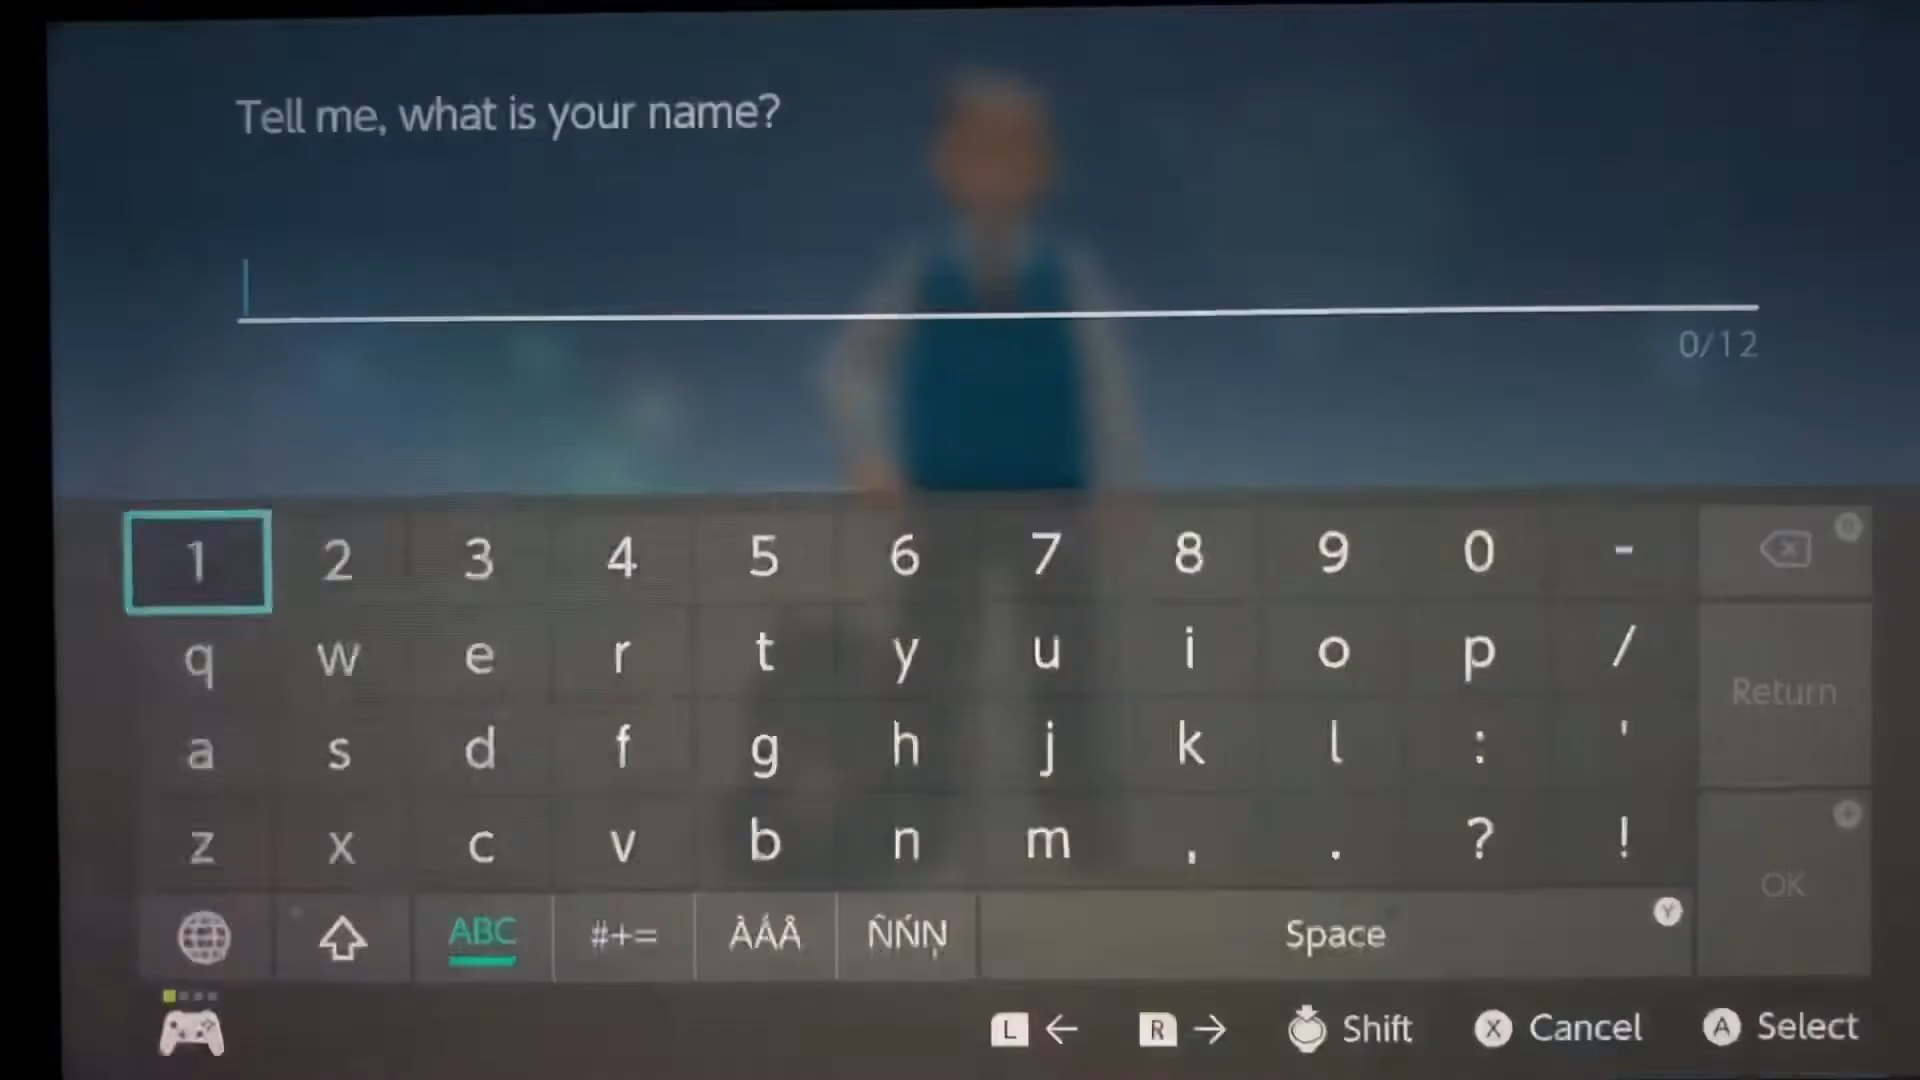 Tell me, what is your name?
0/12
1 2 3 4 5 6 7 8 9 0 -
q w e r t y u i o p /
Return
a s d f g h j k l : '
z x c v b n m , . ? !
OK
ABC #+= ÀÁÂ ÑŃŅ Space Y
L ← R → Shift X Cancel A Select